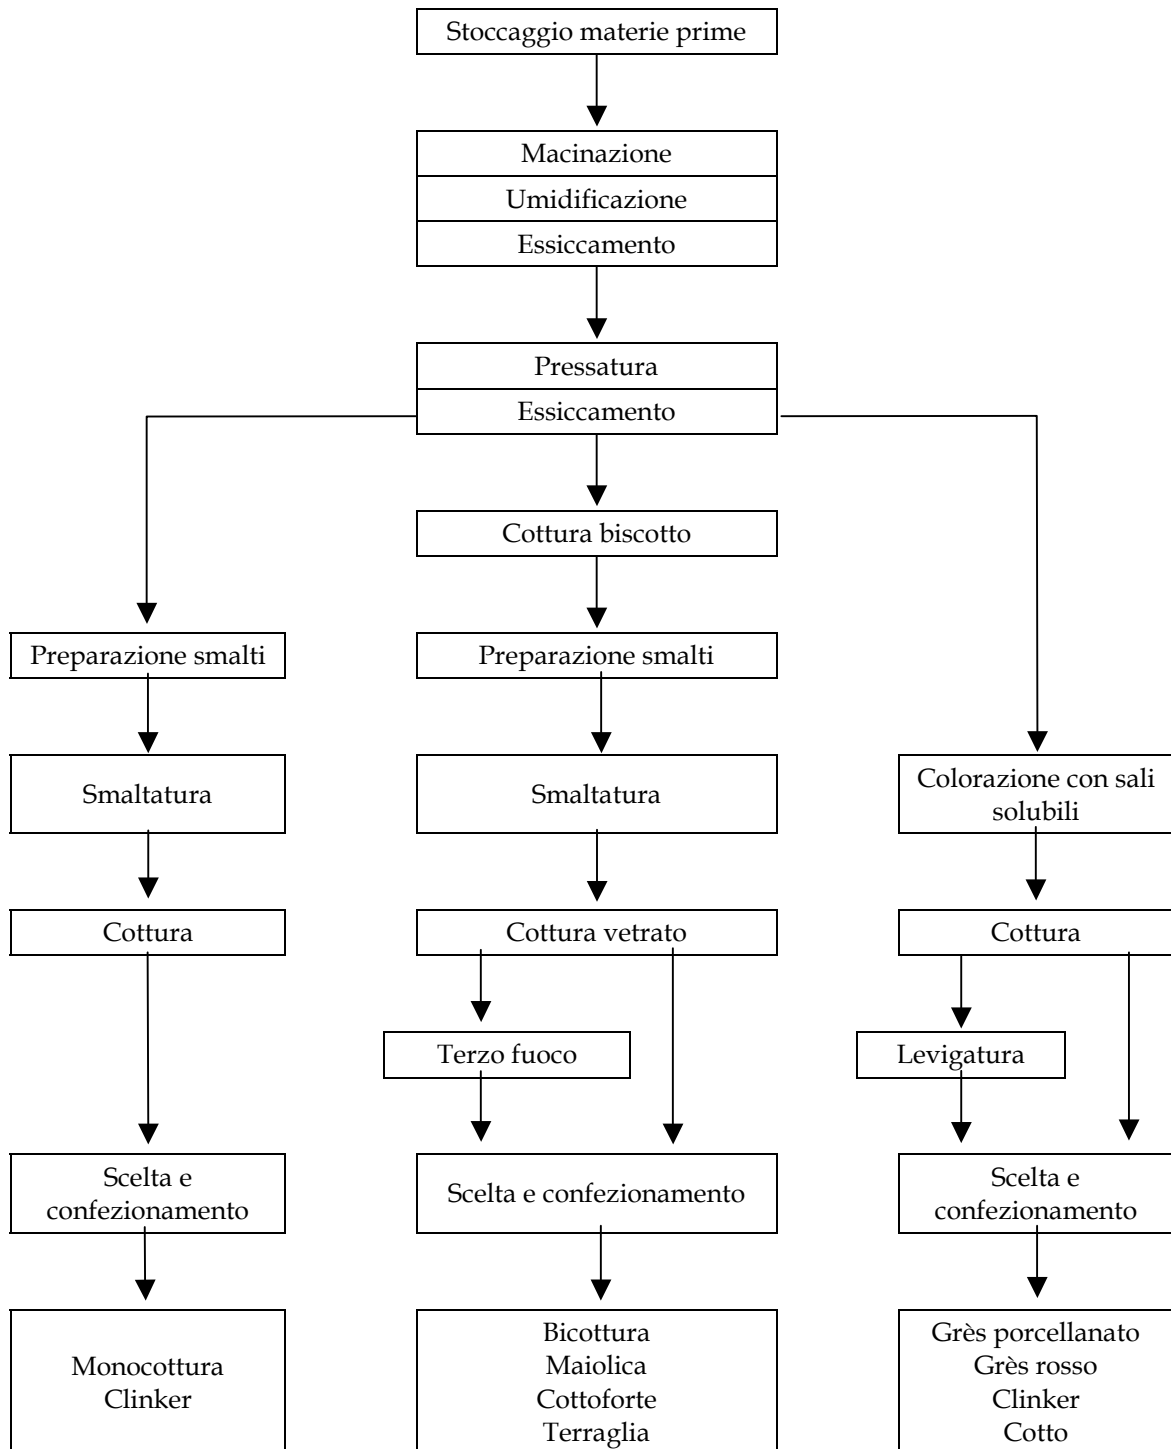 Stoccaggio materie prime
Macinazione
Umidificazione
Essiccamento
Pressatura
Essiccamento
Cottura biscotto
Preparazione smalti
Preparazione smalti
Smaltatura
Smaltatura
Colorazione con sali
solubili
Cottura
Cottura vetrato
Cottura
Terzo fuoco
Levigatura
Scelta e
confezionamento
Scelta e confezionamento
Scelta e
confezionamento
Monocottura
Clinker
Bicottura
Maiolica
Cottoforte
Terraglia
Grès porcellanato
Grès rosso
Clinker
Cotto